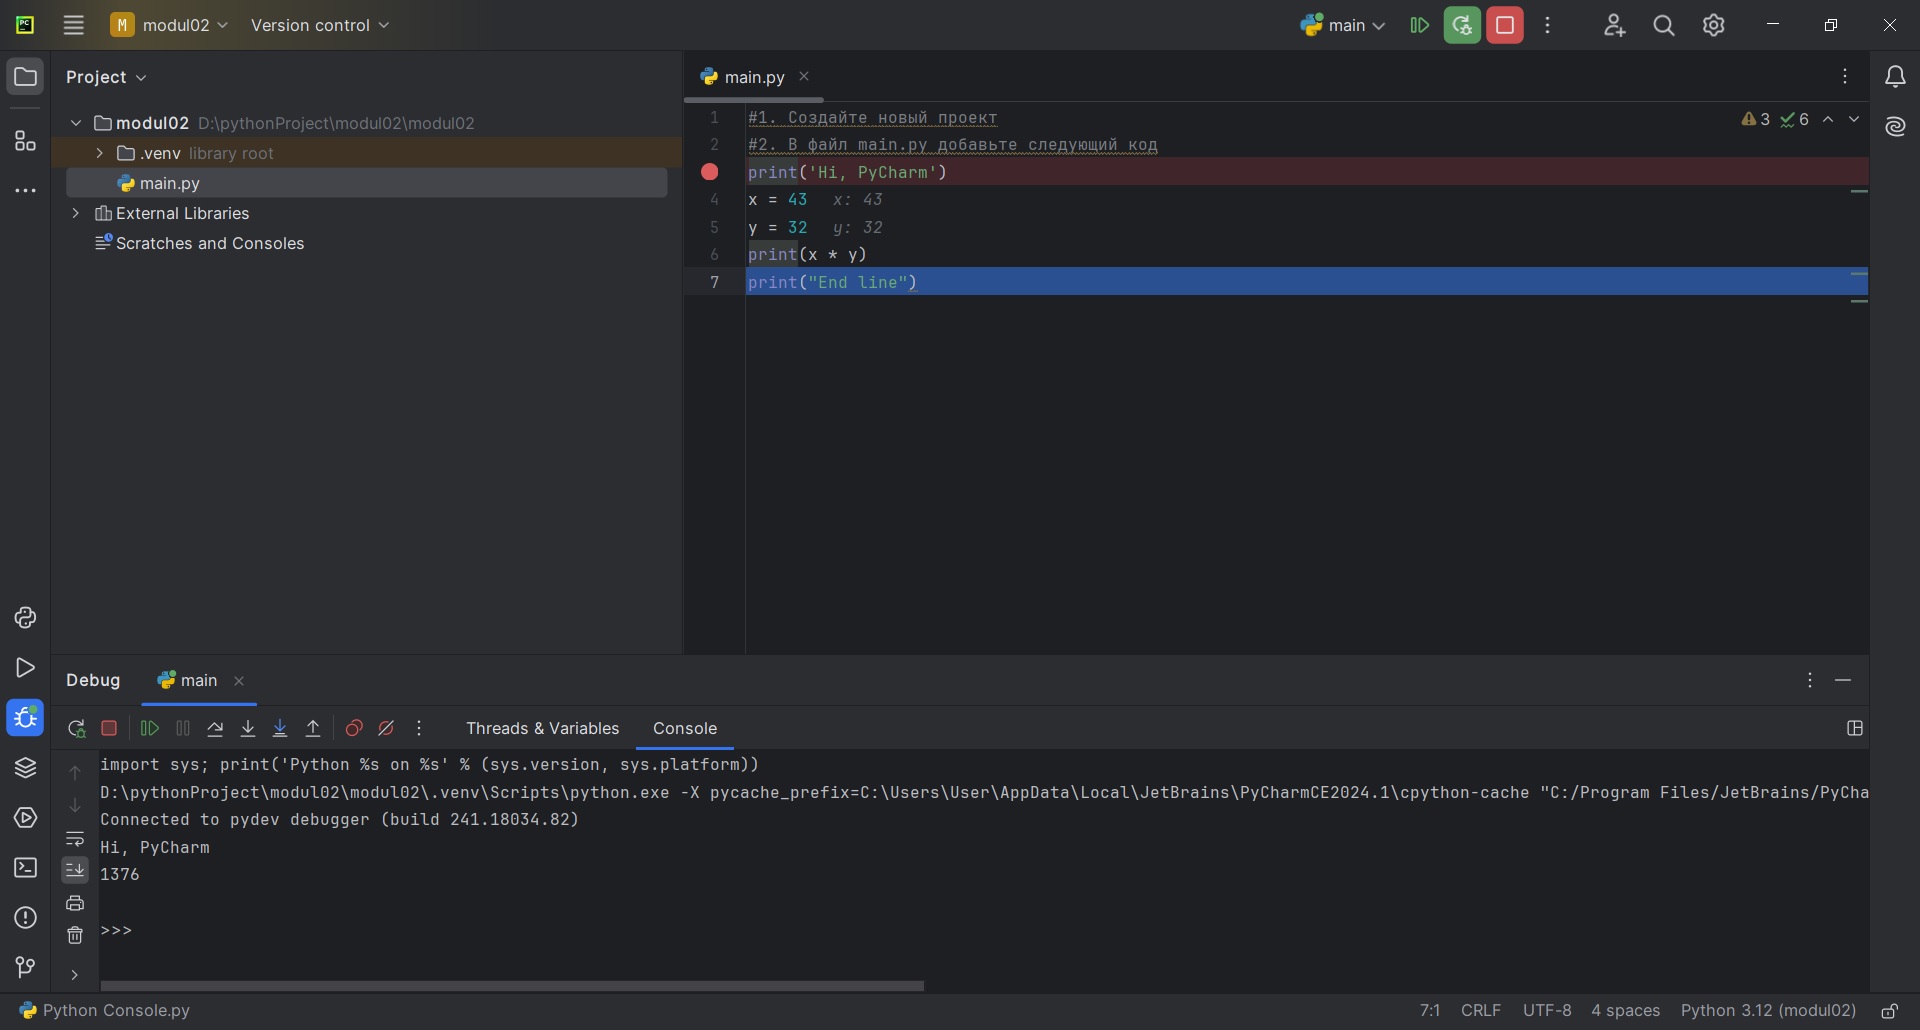 PC
M modul02
Version control
main
Project
main.py
modul02 D:\pythonProject\modul02\modul02
.venv library root
main.py
External Libraries
Scratches and Consoles
3 6
1 #1. Создайте новый проект
2 #2. В файл main.py добавьте следующий код
print('Hi, PyCharm')
4 x = 43 x: 43
5 y = 32 y: 32
6 print(x * y)
7 print("End line")
Debug
main
Threads & Variables
Console
import sys; print('Python %s on %s' % (sys.version, sys.platform))
D:\pythonProject\modul02\modul02\.venv\Scripts\python.exe -X pycache_prefix=C:\Users\User\AppData\Local\JetBrains\PyCharmCE2024.1\cpython-cache "C:/Program Files/JetBrains/PyCha
Connected to pydev debugger (build 241.18034.82)
Hi, PyCharm
1376
>>>
Python Console.py
7:1 CRLF UTF-8 4 spaces Python 3.12 (modul02)